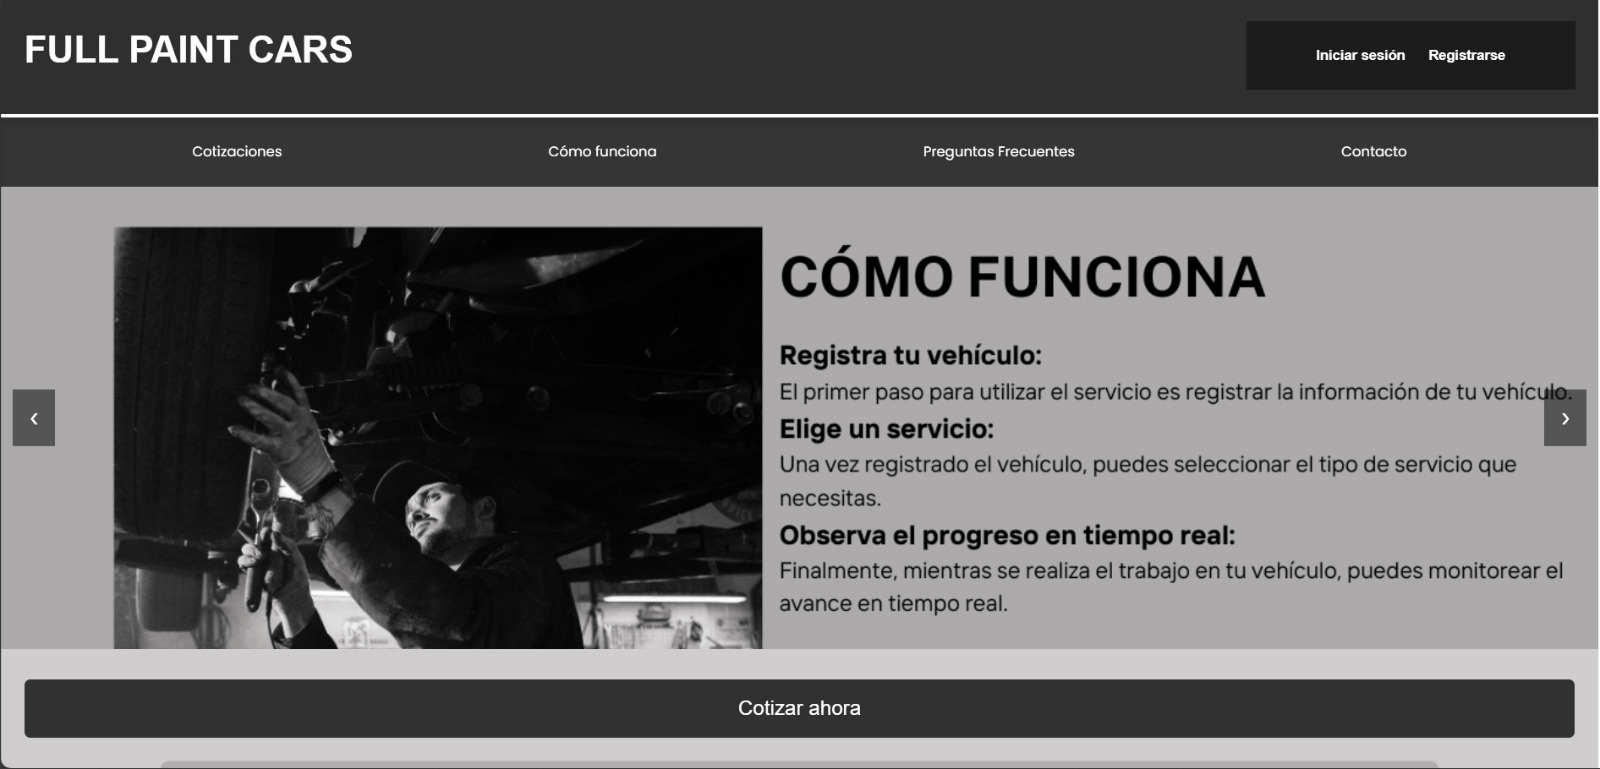 FULL PAINT CARS
Iniciar sesión Registrarse
Cotizaciones Cómo funciona Preguntas Frecuentes Contacto
CÓMO FUNCIONA
Registra tu vehículo:
El primer paso para utilizar el servicio es registrar la información de tu vehículo.
‹ ›
Elige un servicio:
Una vez registrado el vehículo, puedes seleccionar el tipo de servicio que
necesitas.
Observa el progreso en tiempo real:
Finalmente, mientras se realiza el trabajo en tu vehículo, puedes monitorear el
avance en tiempo real.
Cotizar ahora